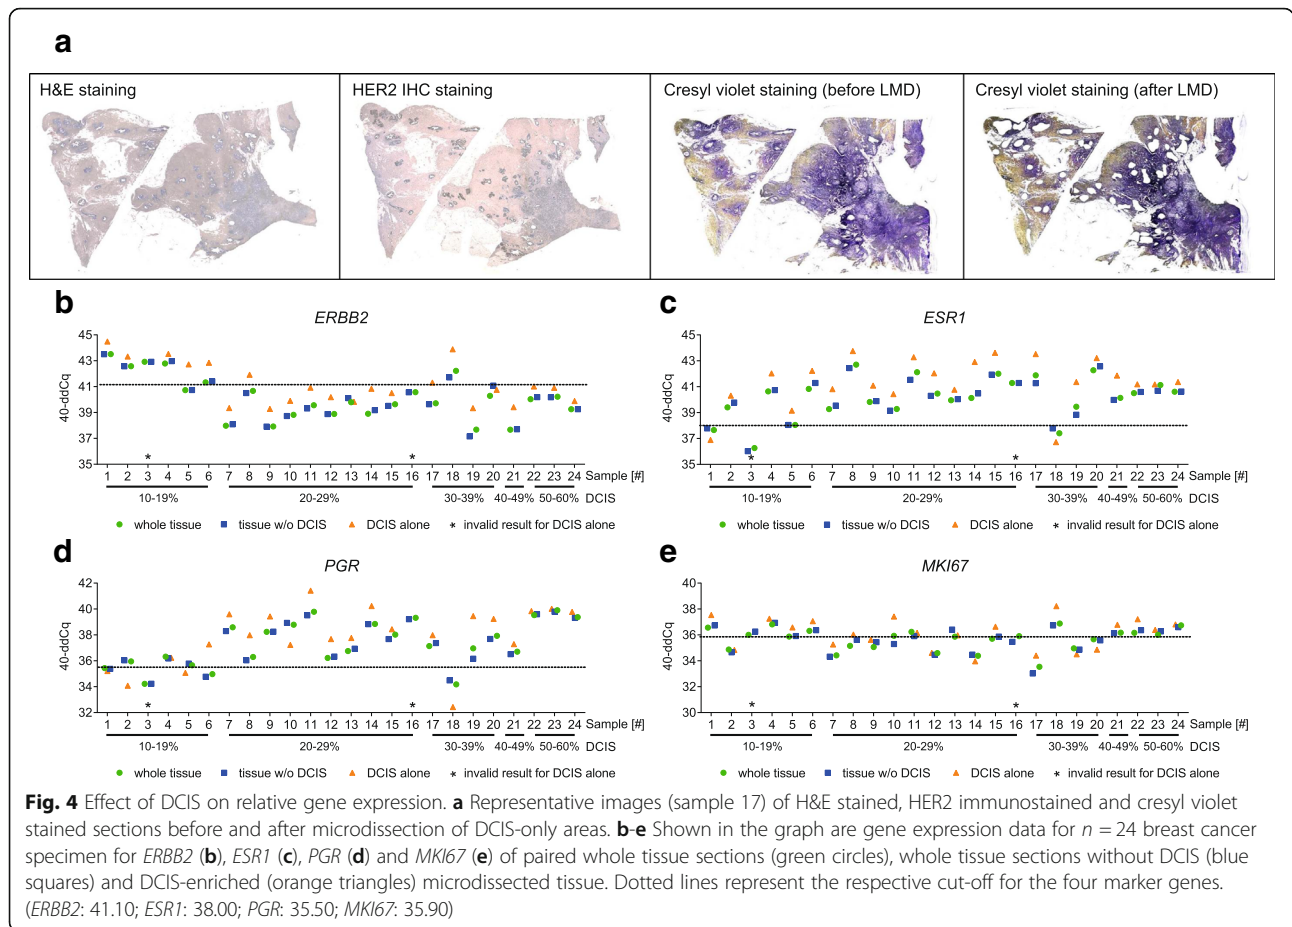 a
H&E staining
HER2 IHC staining
Cresyl violet staining (before LMD)
Cresyl violet staining (after LMD)
b
ERBB2
45
43
41
39
37
35
40-ddCq
* *
1 2 3 4 5 6 7 8 9 10 11 12 13 14 15 16 17 18 19 20 21 22 23 24 Sample [#]
10-19% 20-29% 30-39% 40-49% 50-60% DCIS
whole tissue tissue w/o DCIS DCIS alone * invalid result for DCIS alone
c
ESR1
45
43
41
39
37
35
40-ddCq
* *
1 2 3 4 5 6 7 8 9 10 11 12 13 14 15 16 17 18 19 20 21 22 23 24 Sample [#]
10-19% 20-29% 30-39% 40-49% 50-60% DCIS
whole tissue tissue w/o DCIS DCIS alone * invalid result for DCIS alone
d
PGR
42
40
38
36
34
32
40-ddCq
* *
1 2 3 4 5 6 7 8 9 10 11 12 13 14 15 16 17 18 19 20 21 22 23 24 Sample [#]
10-19% 20-29% 30-39% 40-49% 50-60% DCIS
whole tissue tissue w/o DCIS DCIS alone * invalid result for DCIS alone
e
MKI67
40
38
36
34
32
30
40-ddCq
* *
1 2 3 4 5 6 7 8 9 10 11 12 13 14 15 16 17 18 19 20 21 22 23 24 Sample [#]
10-19% 20-29% 30-39% 40-49% 50-60% DCIS
whole tissue tissue w/o DCIS DCIS alone * invalid result for DCIS alone
Fig. 4 Effect of DCIS on relative gene expression. a Representative images (sample 17) of H&E stained, HER2 immunostained and cresyl violet
stained sections before and after microdissection of DCIS-only areas. b-e Shown in the graph are gene expression data for n = 24 breast cancer
specimen for ERBB2 (b), ESR1 (c), PGR (d) and MKI67 (e) of paired whole tissue sections (green circles), whole tissue sections without DCIS (blue
squares) and DCIS-enriched (orange triangles) microdissected tissue. Dotted lines represent the respective cut-off for the four marker genes.
(ERBB2: 41.10; ESR1: 38.00; PGR: 35.50; MKI67: 35.90)